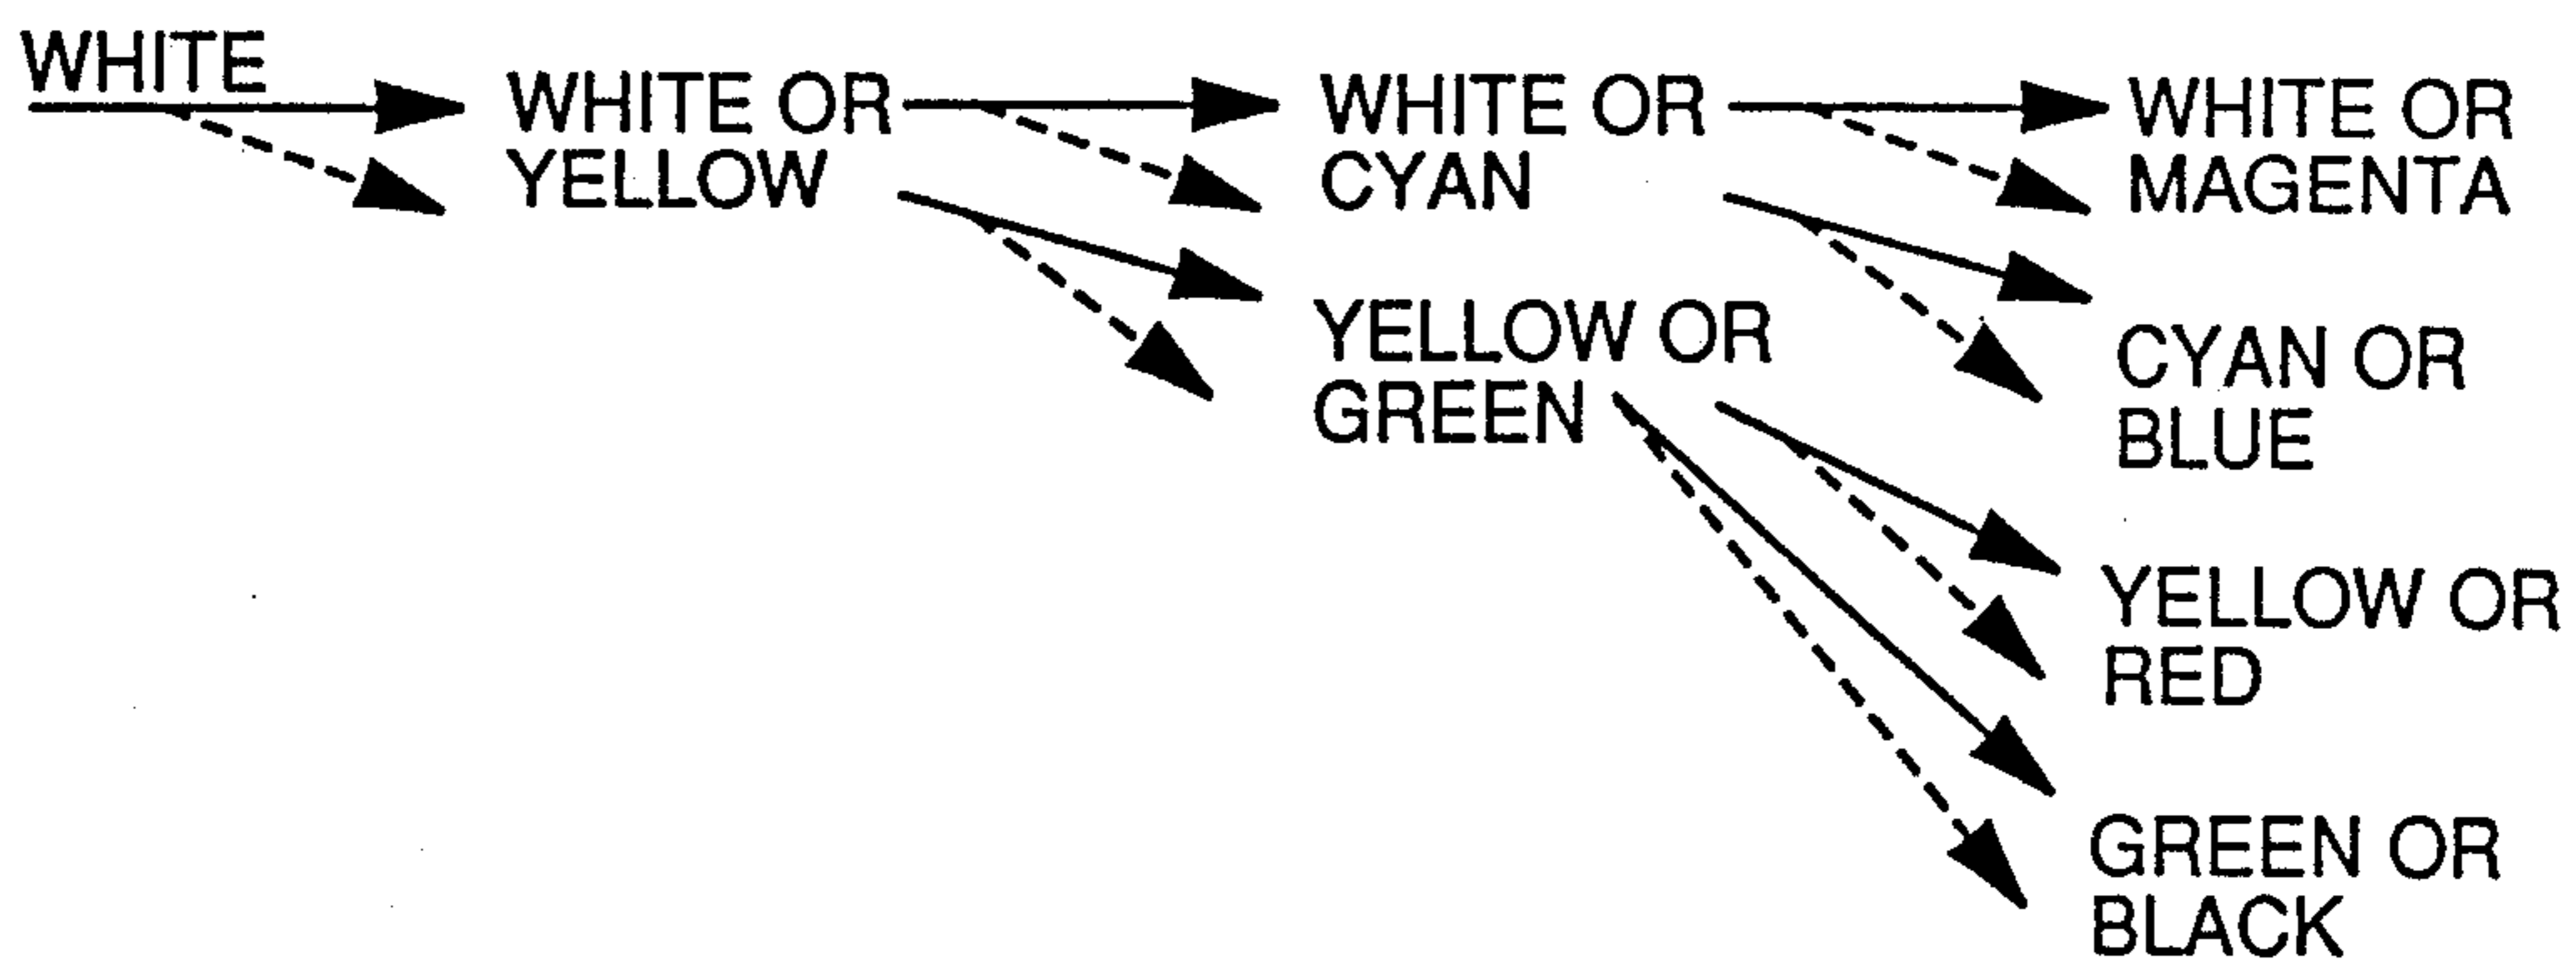 WHITE
WHITE OR
YELLOW
WHITE OR
CYAN
YELLOW OR
GREEN
WHITE OR
MAGENTA
CYAN OR
BLUE
YELLOW OR
RED
GREEN OR
BLACK